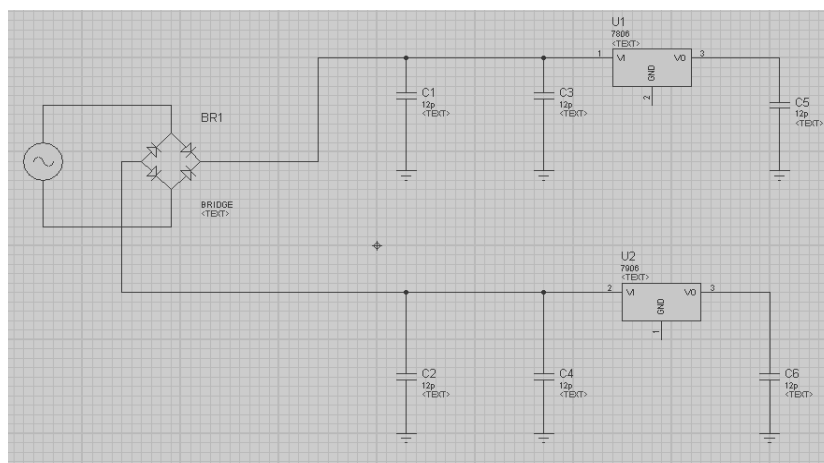 U1
7806
<TEXT>
1 VI VO 3
GND
2
C1
12p
<TEXT>
C3
12p
<TEXT>
C5
12p
<TEXT>
BR1
BRIDGE
<TEXT>
U2
7906
<TEXT>
2 VI VO 3
GND
1
C2
12p
<TEXT>
C4
12p
<TEXT>
C6
12p
<TEXT>